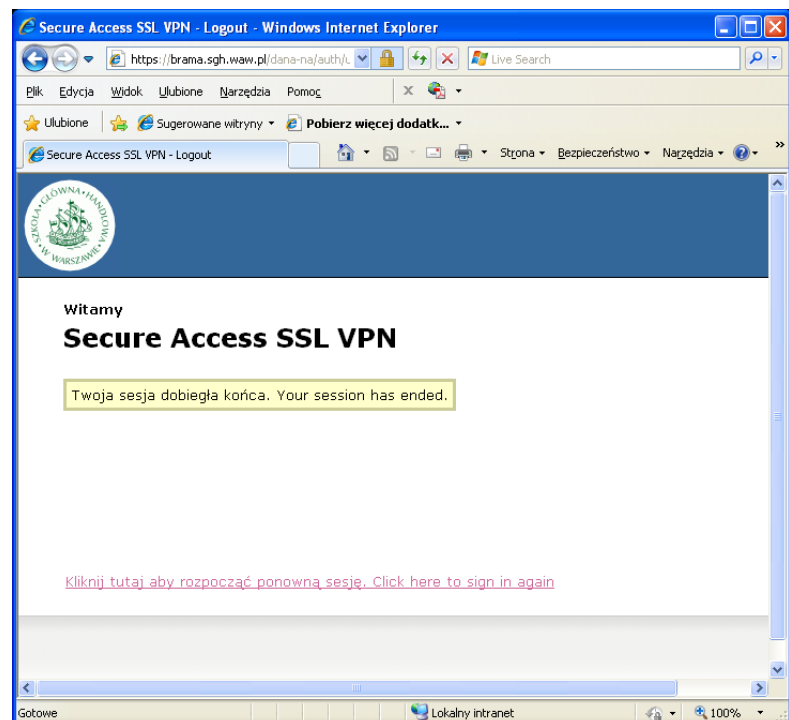 Secure Access SSL VPN - Logout - Windows Internet Explorer
https://brama.sgh.waw.pl/dana-na/auth/
Live Search
Plik Edycja Widok Ulubione Narzędzia Pomoc
Ulubione Sugerowane witryny Pobierz więcej dodatk...
Secure Access SSL VPN - Logout Strona Bezpieczeństwo Narzędzia
SZKOŁA GŁÓWNA HANDLOWA W WARSZAWIE
Witamy
Secure Access SSL VPN
Twoja sesja dobiegła końca. Your session has ended.
Kliknij tutaj aby rozpocząć ponowną sesję. Click here to sign in again
Gotowe Lokalny intranet 100%